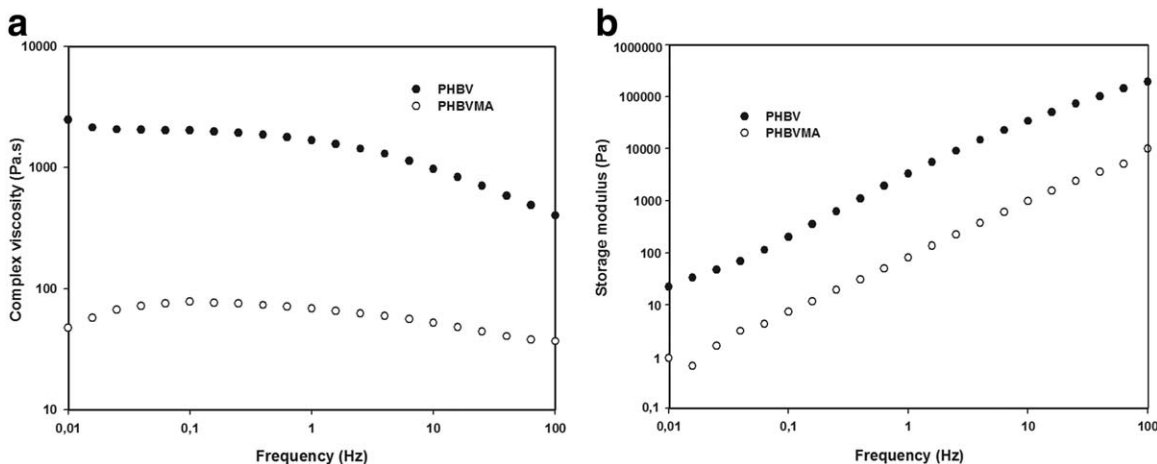 a
10000
1000
100
10
Complex viscosity (Pa.s)
PHBV
PHBVMA
0,01 0,1 1 10 100
Frequency (Hz)
b
1000000
100000
10000
1000
100
10
1
0,1
Storage modulus (Pa)
PHBV
PHBVMA
0,01 0,1 1 10 100
Frequency (Hz)